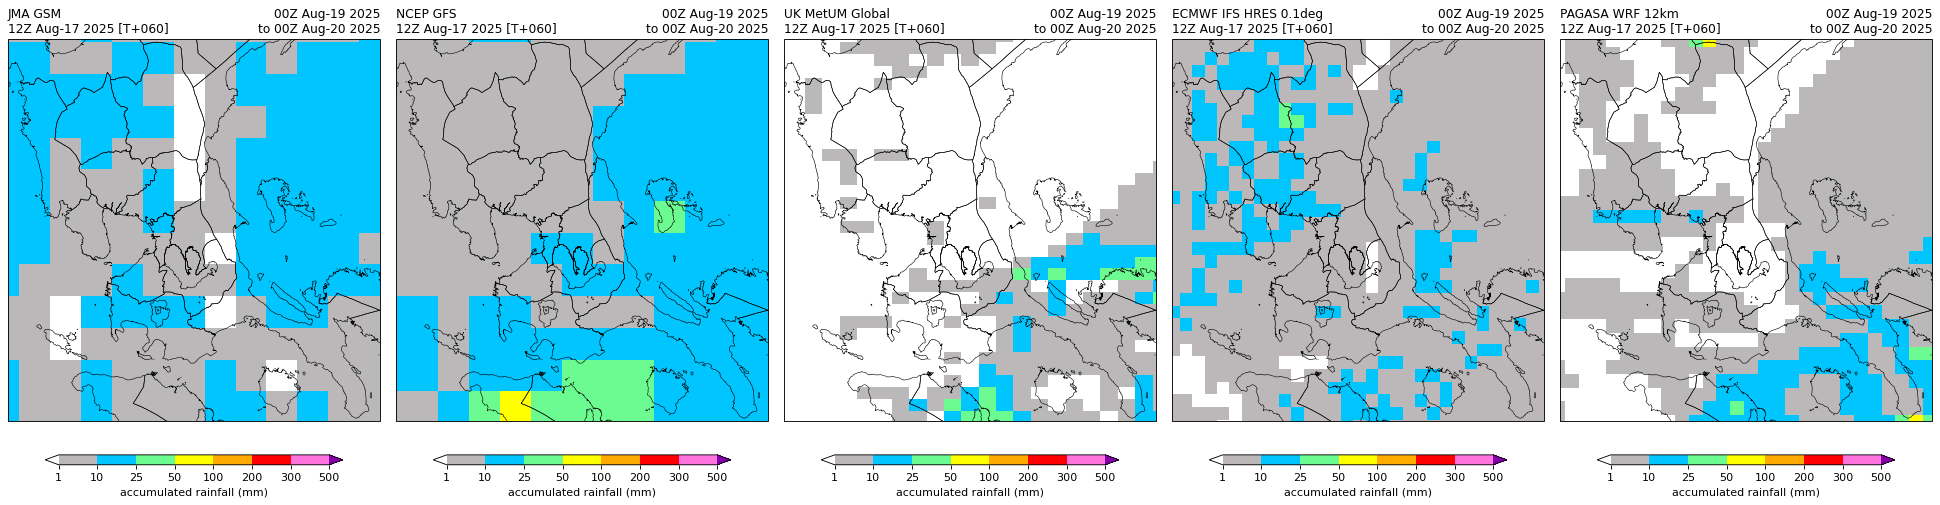 JMA GSM 00Z Aug-19 2025
12Z Aug-17 2025 [T+060] to 00Z Aug-20 2025
NCEP GFS 00Z Aug-19 2025
12Z Aug-17 2025 [T+060] to 00Z Aug-20 2025
UK MetUM Global 00Z Aug-19 2025
12Z Aug-17 2025 [T+060] to 00Z Aug-20 2025
ECMWF IFS HRES 0.1deg 00Z Aug-19 2025
12Z Aug-17 2025 [T+060] to 00Z Aug-20 2025
PAGASA WRF 12km 00Z Aug-19 2025
12Z Aug-17 2025 [T+060] to 00Z Aug-20 2025
1 10 25 50 100 200 300 500
accumulated rainfall (mm)
1 10 25 50 100 200 300 500
accumulated rainfall (mm)
1 10 25 50 100 200 300 500
accumulated rainfall (mm)
1 10 25 50 100 200 300 500
accumulated rainfall (mm)
1 10 25 50 100 200 300 500
accumulated rainfall (mm)